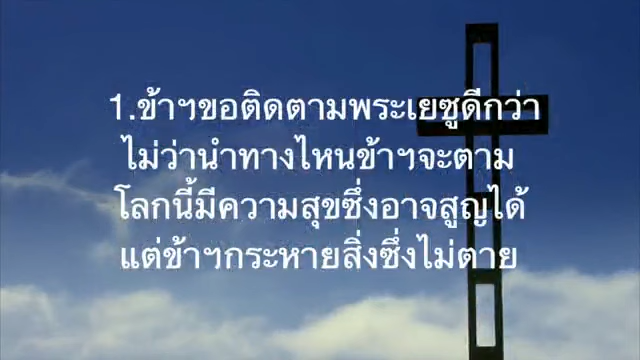 1.ข้าฯขอติดตามพระเยซูดีกว่า
ไม่ว่านำทางไหนข้าฯจะตาม
โลกนี้มีความสุขซึ่งอาจสูญได้
แต่ข้าฯกระหายสิ่งซึ่งไม่ตาย